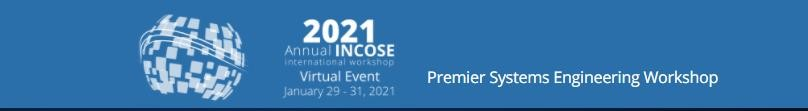 2021
Annual INCOSE
international workshop
Virtual Event
January 29 - 31, 2021
Premier Systems Engineering Workshop